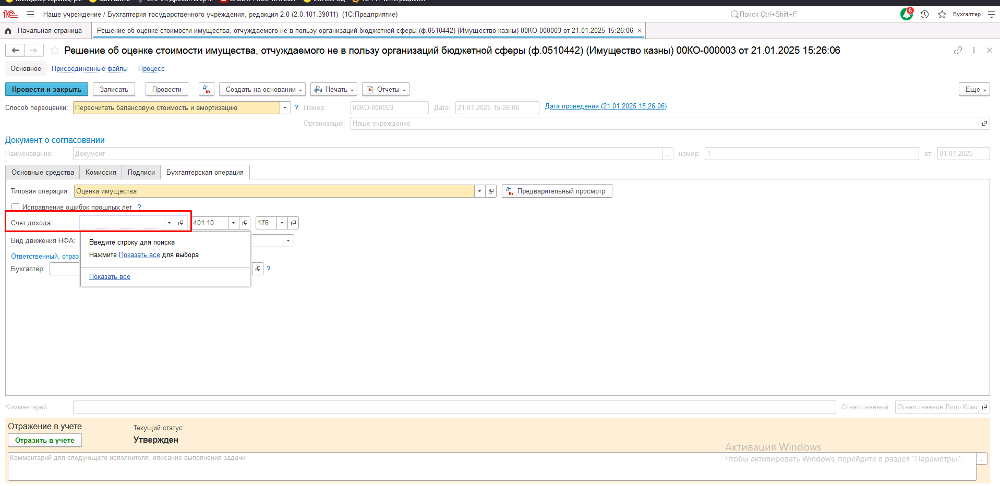 Наше учреждение / Бухгалтерия государственного учреждения, редакция 2.0 (2.0.101.39011) (1С:Предприятие)
Поиск Ctrl+Shift+F
6
Бухгалтер
Начальная страница
Решение об оценке стоимости имущества, отчуждаемого не в пользу организаций бюджетной сферы (ф.0510442) (Имущество казны) 00КО-000003 от 21.01.2025 15:26:06
Решение об оценке стоимости имущества, отчуждаемого не в пользу организаций бюджетной сферы (ф.0510442) (Имущество казны) 00КО-000003 от 21.01.2025 15:26:06
Основное Присоединенные файлы Процесс
Провести и закрыть Записать Провести Дт Кт Создать на основании Печать Отчеты Еще
Способ переоценки: Пересчитать балансовую стоимость и амортизацию ? Номер: 00КО-000003 Дата: 21.01.2025 15:26:06 Дата проведения (21.01.2025 15:26:06)
Организация: Наше учреждение
Документ о согласовании
Наименование: Документ ... номер: 1 от: 01.01.2025
Основные средства Комиссия Подписи Бухгалтерская операция
Типовая операция: Оценка имущества Дт Кт Предварительный просмотр
Исправление ошибок прошлых лет ?
Счет дохода: 401.10 176
Вид движения НФА:
Введите строку для поиска
Нажмите Показать все для выбора
Показать все
Ответственный, отраз
Бухгалтер: ?
Комментарий: Ответственный: Ответственное Лицо Коми
Отражение в учете Текущий статус:
Отразить в учете Утвержден
Комментарий для следующего исполнителя, описание выполнения задачи ...
Активация Windows
Чтобы активировать Windows, перейдите в раздел "Параметры".